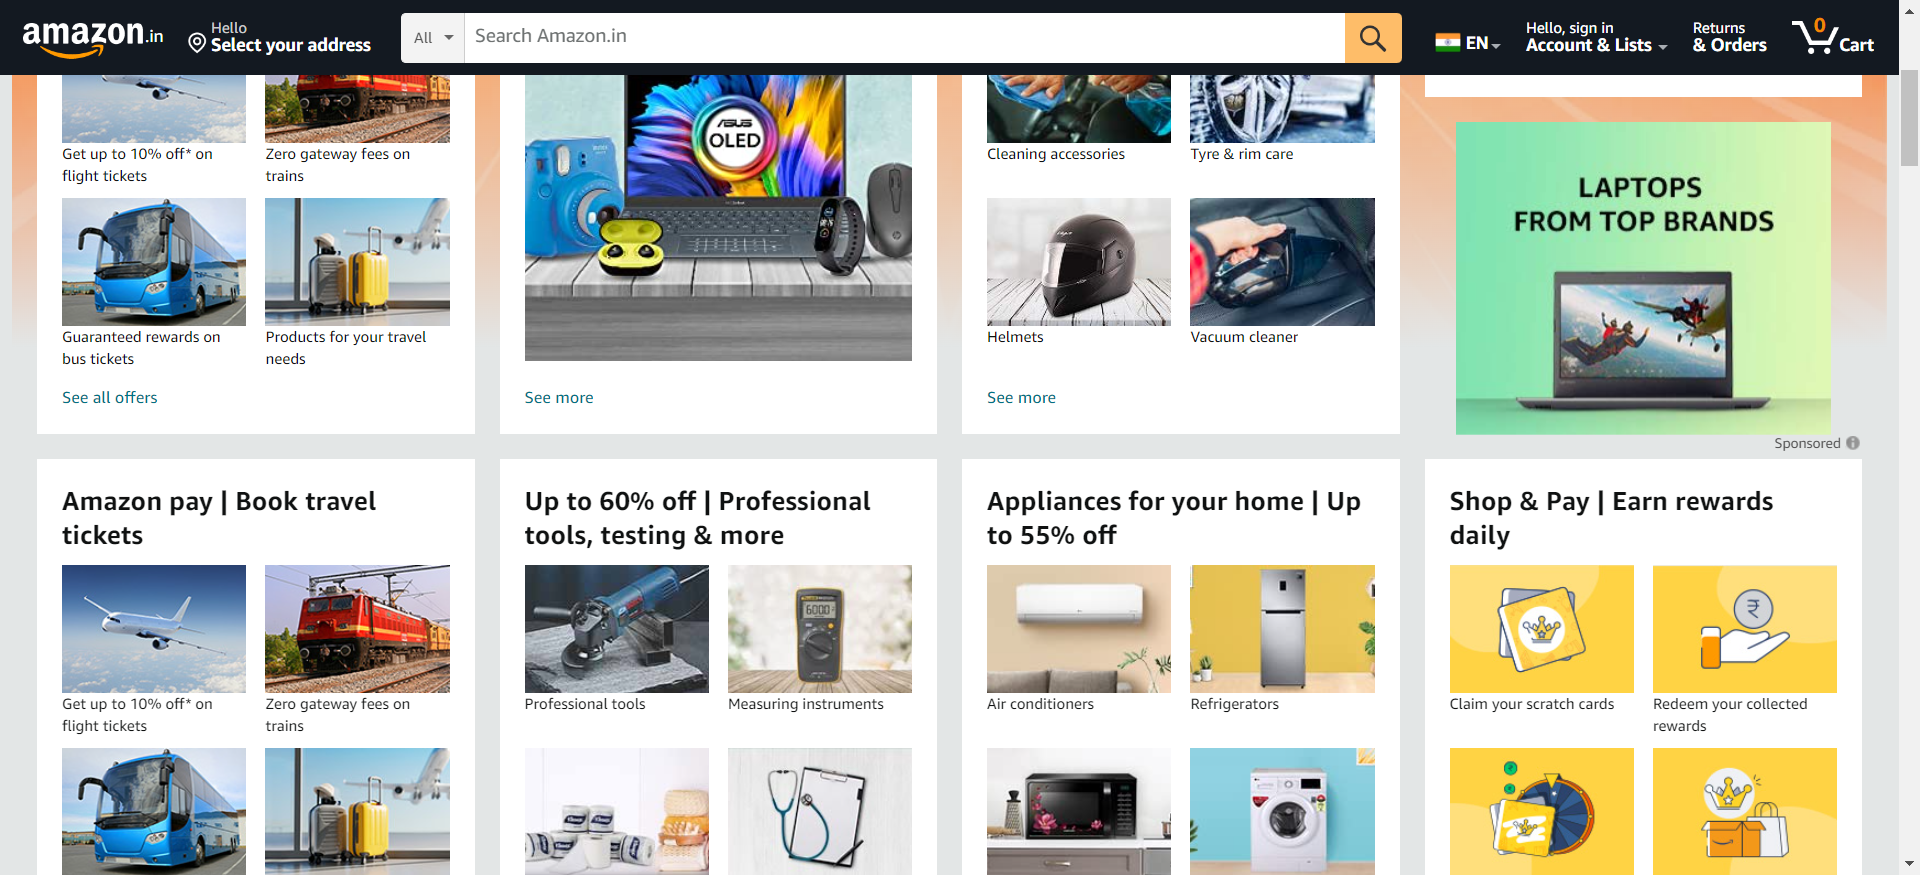 amazon.in
Hello
Select your address
All
Search Amazon.in
EN
Hello, sign in
Account & Lists
Returns
& Orders
0
Cart
Get up to 10% off* on
flight tickets
Zero gateway fees on
trains
Guaranteed rewards on
bus tickets
Products for your travel
needs
See all offers
ASUS
OLED
See more
Cleaning accessories
Tyre & rim care
Helmets
Vacuum cleaner
See more
LAPTOPS
FROM TOP BRANDS
Sponsored
Amazon pay | Book travel
tickets
Get up to 10% off* on
flight tickets
Zero gateway fees on
trains
Up to 60% off | Professional
tools, testing & more
6000
Professional tools
Measuring instruments
Appliances for your home | Up
to 55% off
Air conditioners
Refrigerators
Shop & Pay | Earn rewards
daily
₹
Claim your scratch cards
Redeem your collected
rewards